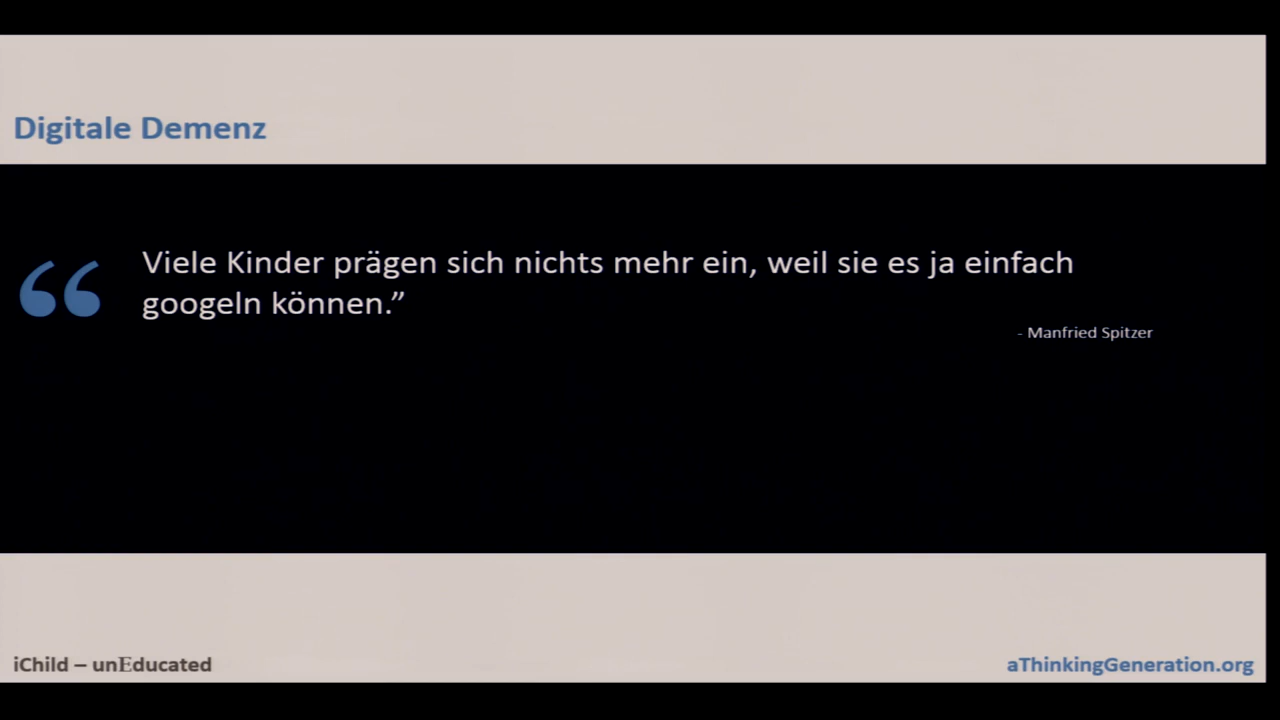 Digitale Demenz
“ Viele Kinder prägen sich nichts mehr ein, weil sie es ja einfach
googeln können.”
- Manfried Spitzer
iChild – unEducated
aThinkingGeneration.org